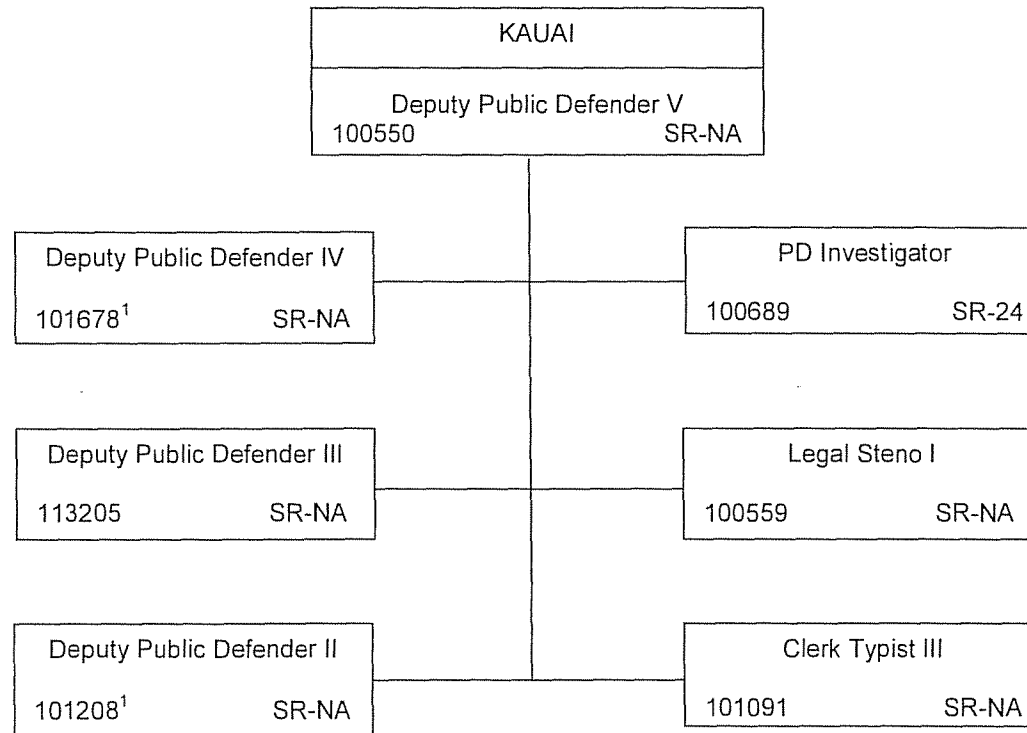 KAUAI
Deputy Public Defender V
100550 SR-NA
Deputy Public Defender IV
101678¹ SR-NA
PD Investigator
100689 SR-24
Deputy Public Defender III
113205 SR-NA
Legal Steno I
100559 SR-NA
Deputy Public Defender II
101208¹ SR-NA
Clerk Typist III
101091 SR-NA